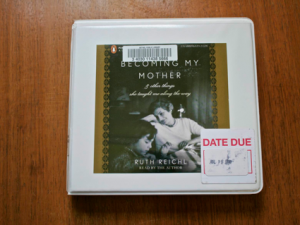 BECOMING MY
MOTHER
& other things
she taught me along the way
DATE DUE
RUTH REICHL
READ BY THE AUTHOR